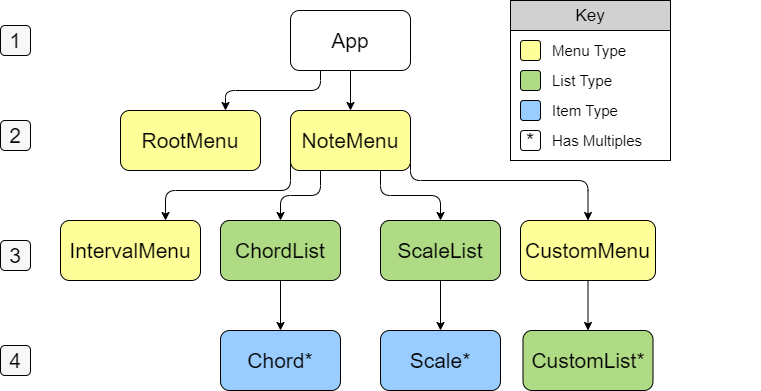 1
App
Key
Menu Type
List Type
Item Type
* Has Multiples
2
RootMenu
NoteMenu
3
IntervalMenu
ChordList
ScaleList
CustomMenu
4
Chord*
Scale*
CustomList*